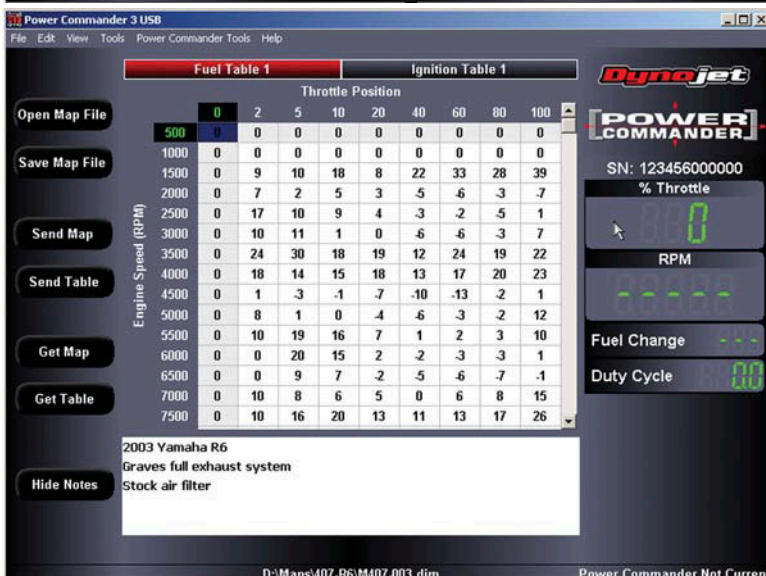 Power Commander 3 USB
File Edit View Tools Power Commander Tools Help
Fuel Table 1 Ignition Table 1
Throttle Position
0 2 5 10 20 40 60 80 100
Engine Speed (RPM)
500 0 0 0 0 0 0 0 0 0
1000 0 0 0 0 0 0 0 0 0
1500 0 9 10 18 8 22 33 28 39
2000 0 7 2 5 3 -5 -6 -3 -7
2500 0 17 10 9 4 -3 -2 -5 1
3000 0 10 11 1 0 -6 -6 -3 7
3500 0 24 30 18 19 12 24 19 22
4000 0 18 14 15 18 13 17 20 23
4500 0 1 -3 -1 -7 -10 -13 -2 1
5000 0 8 1 0 -4 -6 -3 -2 12
5500 0 10 19 16 7 1 2 3 10
6000 0 0 20 15 2 -2 -3 -3 1
6500 0 0 9 7 -2 -5 -6 -7 -1
7000 0 10 8 6 5 0 6 8 15
7500 0 10 16 20 13 11 13 17 26
Open Map File
Save Map File
Send Map
Send Table
Get Map
Get Table
Hide Notes
2003 Yamaha R6
Graves full exhaust system
Stock air filter
Dynojet
POWER
COMMANDER
SN: 123456000000
% Throttle
0
RPM
- - - - -
Fuel Change - - -
Duty Cycle 0.0
D:\Maps\407-R6\M407-003.djm Power Commander Not Curren